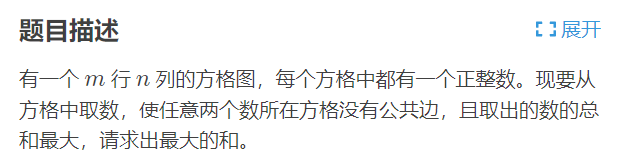 题目描述
展开
有一个 m 行 n 列的方格图，每个方格中都有一个正整数。现要从
方格中取数，使任意两个数所在方格没有公共边，且取出的数的总
和最大，请求出最大的和。